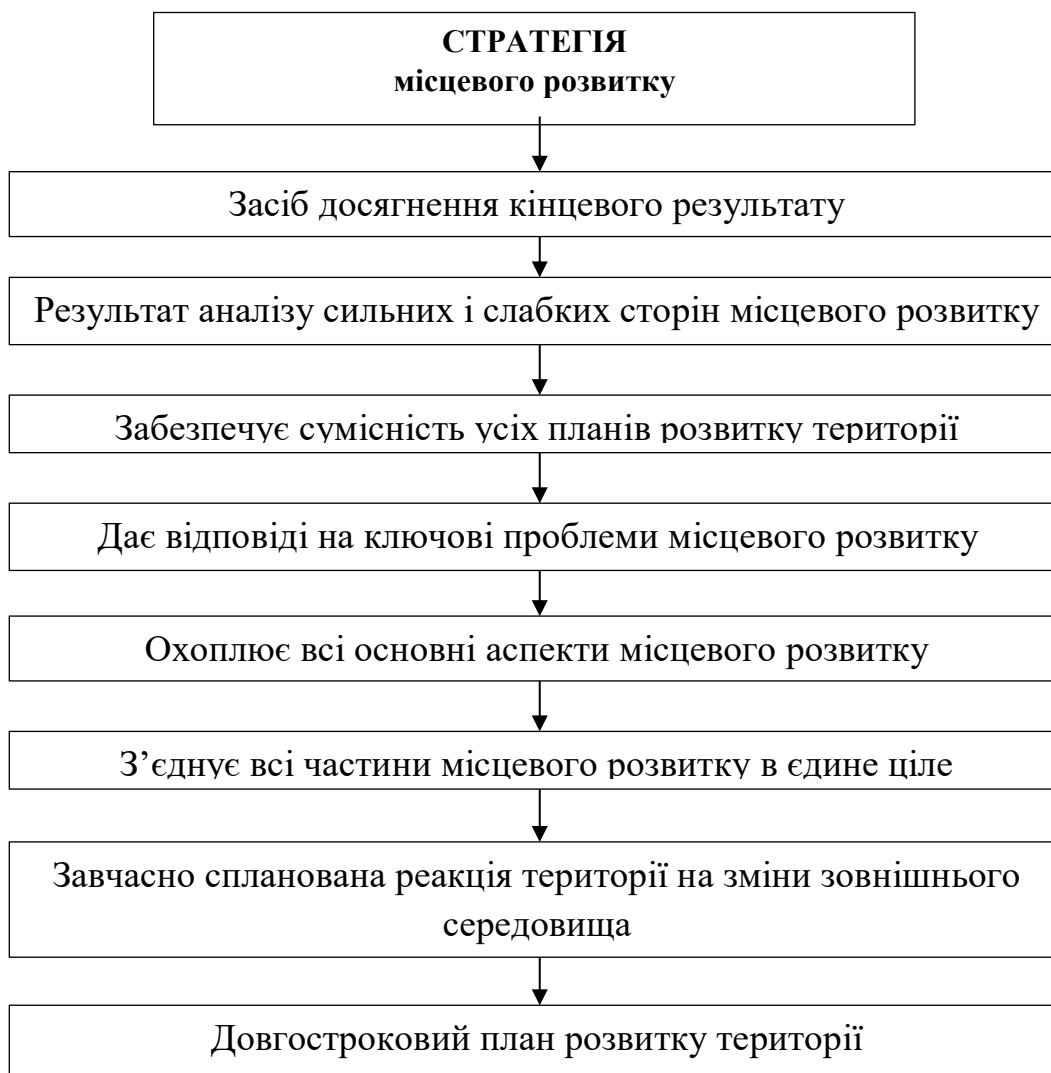 СТРАТЕГІЯ
місцевого розвитку
Засіб досягнення кінцевого результату
Результат аналізу сильних і слабких сторін місцевого розвитку
Забезпечує сумісність усіх планів розвитку території
Дає відповіді на ключові проблеми місцевого розвитку
Охоплює всі основні аспекти місцевого розвитку
З’єднує всі частини місцевого розвитку в єдине ціле
Завчасно спланована реакція території на зміни зовнішнього
середовища
Довгостроковий план розвитку території